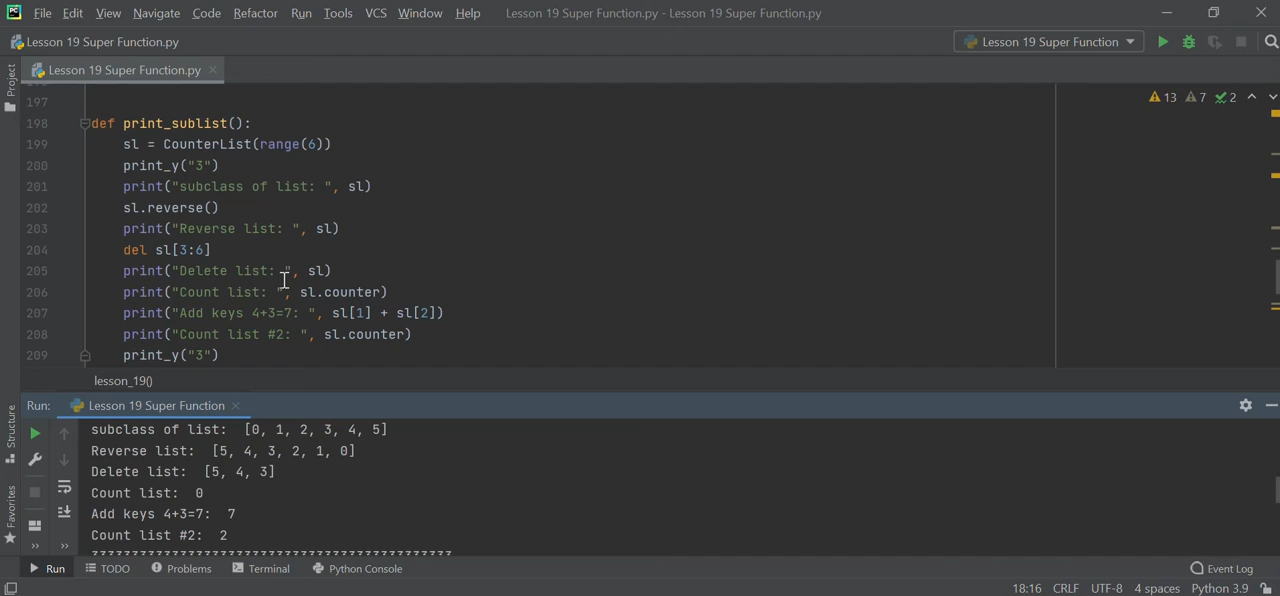 PC File Edit View Navigate Code Refactor Run Tools VCS Window Help Lesson 19 Super Function.py - Lesson 19 Super Function.py
Lesson 19 Super Function.py Lesson 19 Super Function
Project Lesson 19 Super Function.py
197 13 7 2
198 def print_sublist():
199 sl = CounterList(range(6))
200 print_y("3")
201 print("subclass of list: ", sl)
202 sl.reverse()
203 print("Reverse list: ", sl)
204 del sl[3:6]
205 print("Delete list: ", sl)
206 print("Count list: ", sl.counter)
207 print("Add keys 4+3=7: ", sl[1] + sl[2])
208 print("Count list #2: ", sl.counter)
209 print_y("3")
lesson_19()
Run: Lesson 19 Super Function
Structure
Favorites
subclass of list: [0, 1, 2, 3, 4, 5]
Reverse list: [5, 4, 3, 2, 1, 0]
Delete list: [5, 4, 3]
Count list: 0
Add keys 4+3=7: 7
Count list #2: 2
Run TODO Problems Terminal Python Console Event Log
18:16 CRLF UTF-8 4 spaces Python 3.9